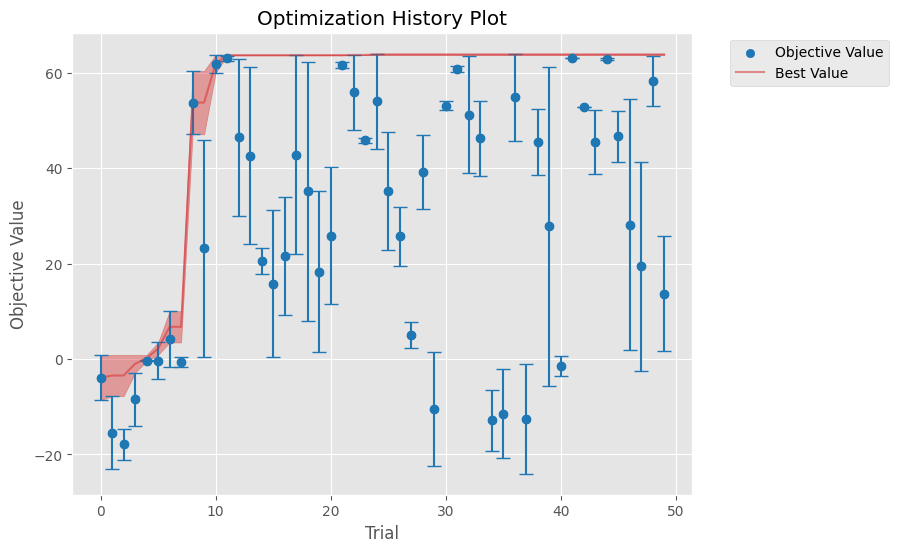 Optimization History Plot
Objective Value
Best Value
Objective Value
60
40
20
0
−20
0 10 20 30 40 50
Trial